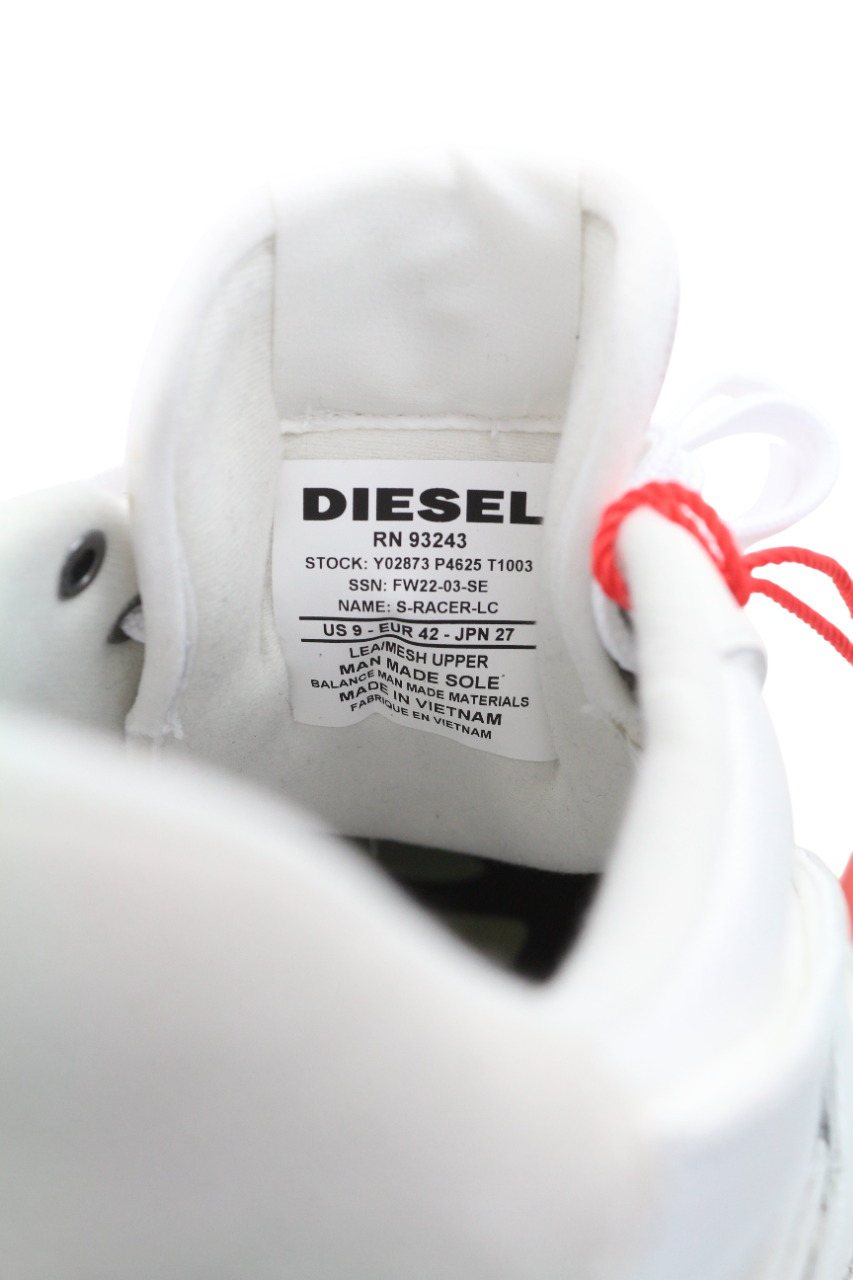 DIESEL
RN 93243
STOCK: Y02873 P4625 T1003
SSN: FW22-03-SE
NAME: S-RACER-LC
US 9 - EUR 42 - JPN 27
LEA/MESH UPPER
MAN MADE SOLE
BALANCE MAN MADE MATERIALS
MADE IN VIETNAM
FABRIQUE EN VIETNAM